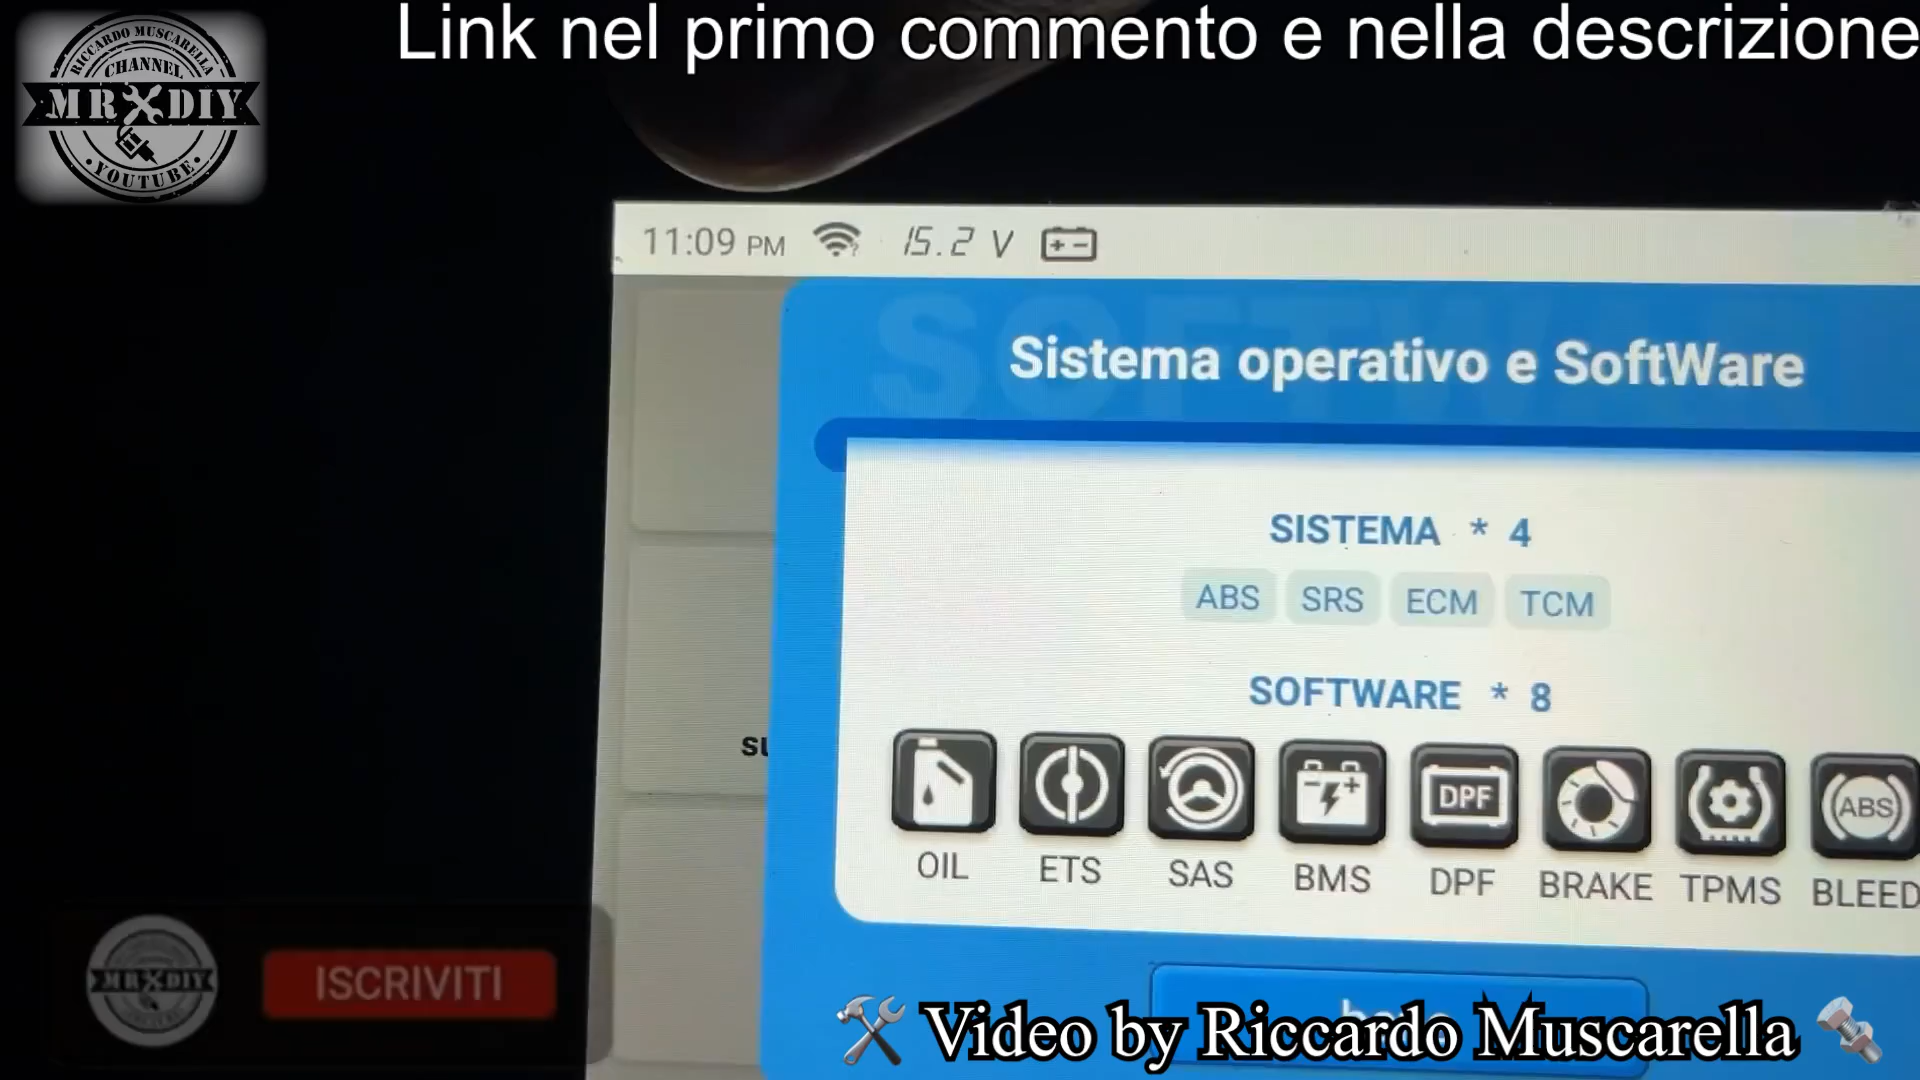 Link nel primo commento e nella descrizione
RICCARDO MUSCARELLA
CHANNEL
MR DIY
YOUTUBE
11:09 PM 15.2 V
Sistema operativo e SoftWare
SISTEMA * 4
ABS SRS ECM TCM
SOFTWARE * 8
DPF ABS
OIL ETS SAS BMS DPF BRAKE TPMS BLEED
MR DIY
ISCRIVITI
Video by Riccardo Muscarella